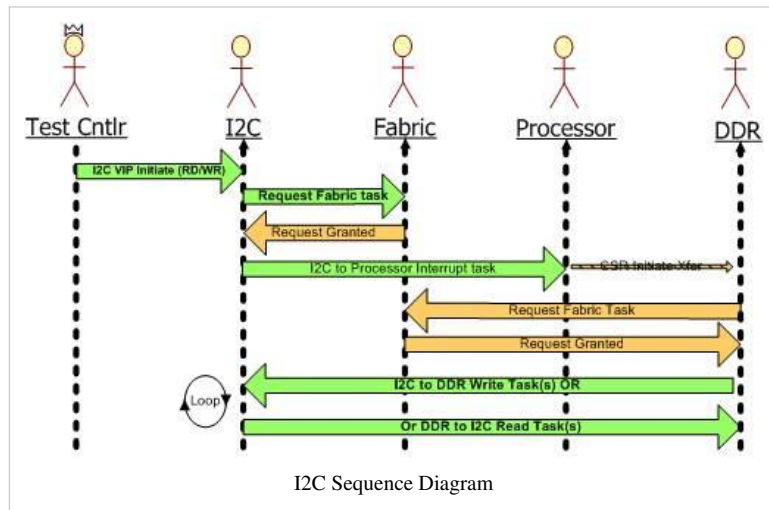 Test Cntlr I2C Fabric Processor DDR
I2C VIP Initiate (RD/WR)
Request Fabric task
Request Granted
I2C to Processor Interrupt task
CSR Initiate Xfer
Request Fabric Task
Request Granted
I2C to DDR Write Task(s) OR
Loop
Or DDR to I2C Read Task(s)
I2C Sequence Diagram